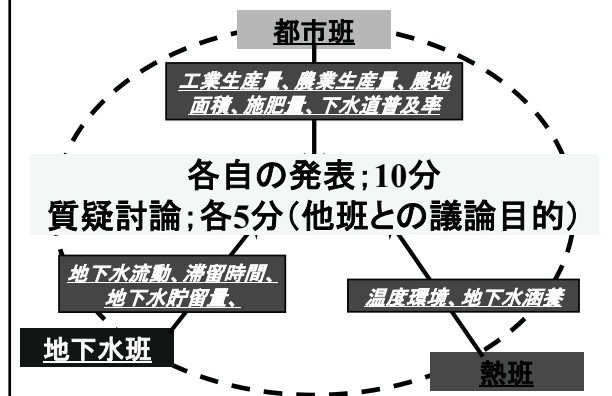 都市班
工業生産量、農業生産量、農地
面積、施肥量、下水道普及率
各自の発表；10分
質疑討論；各5分（他班との議論目的）
地下水流動、滞留時間、
地下水貯留量、
温度環境、地下水涵養
地下水班
熱班